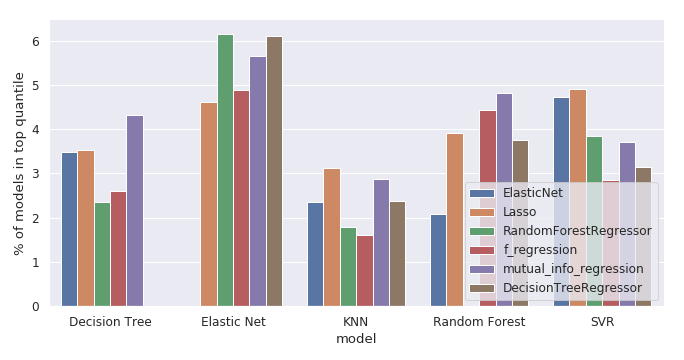 % of models in top quantile
6
5
4
3
2
1
0
ElasticNet
Lasso
RandomForestRegressor
f_regression
mutual_info_regression
DecisionTreeRegressor
Decision Tree
Elastic Net
KNN
Random Forest
SVR
model